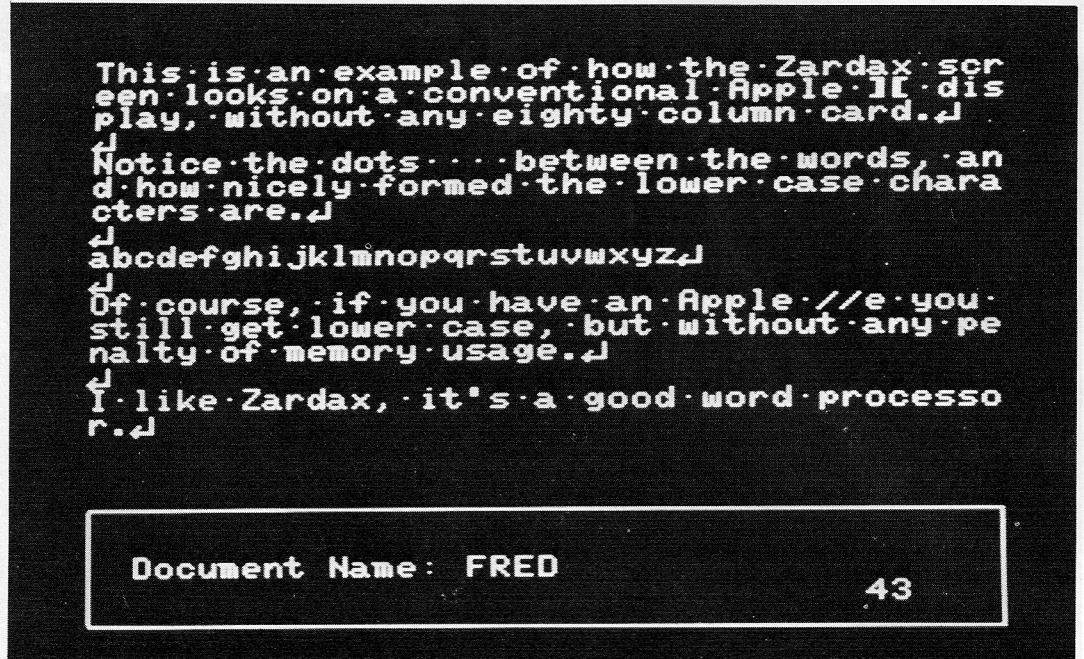 This·is·an·example·of·how·the·Zardax·scr
een·looks·on·a·conventional·Apple·][·dis
play,·without·any·eighty·column·card.↵
↵
Notice·the·dots····between·the·words,·an
d·how·nicely·formed·the·lower·case·chara
cters·are.↵
↵
abcdefghijklmnopqrstuvwxyz↵
↵
Of·course,·if·you·have·an·Apple·//e·you·
still·get·lower·case,·but·without·any·pe
nalty·of·memory·usage.↵
↵
I·like·Zardax,·it's·a·good·word·processo
r.↵
Document Name: FRED
43